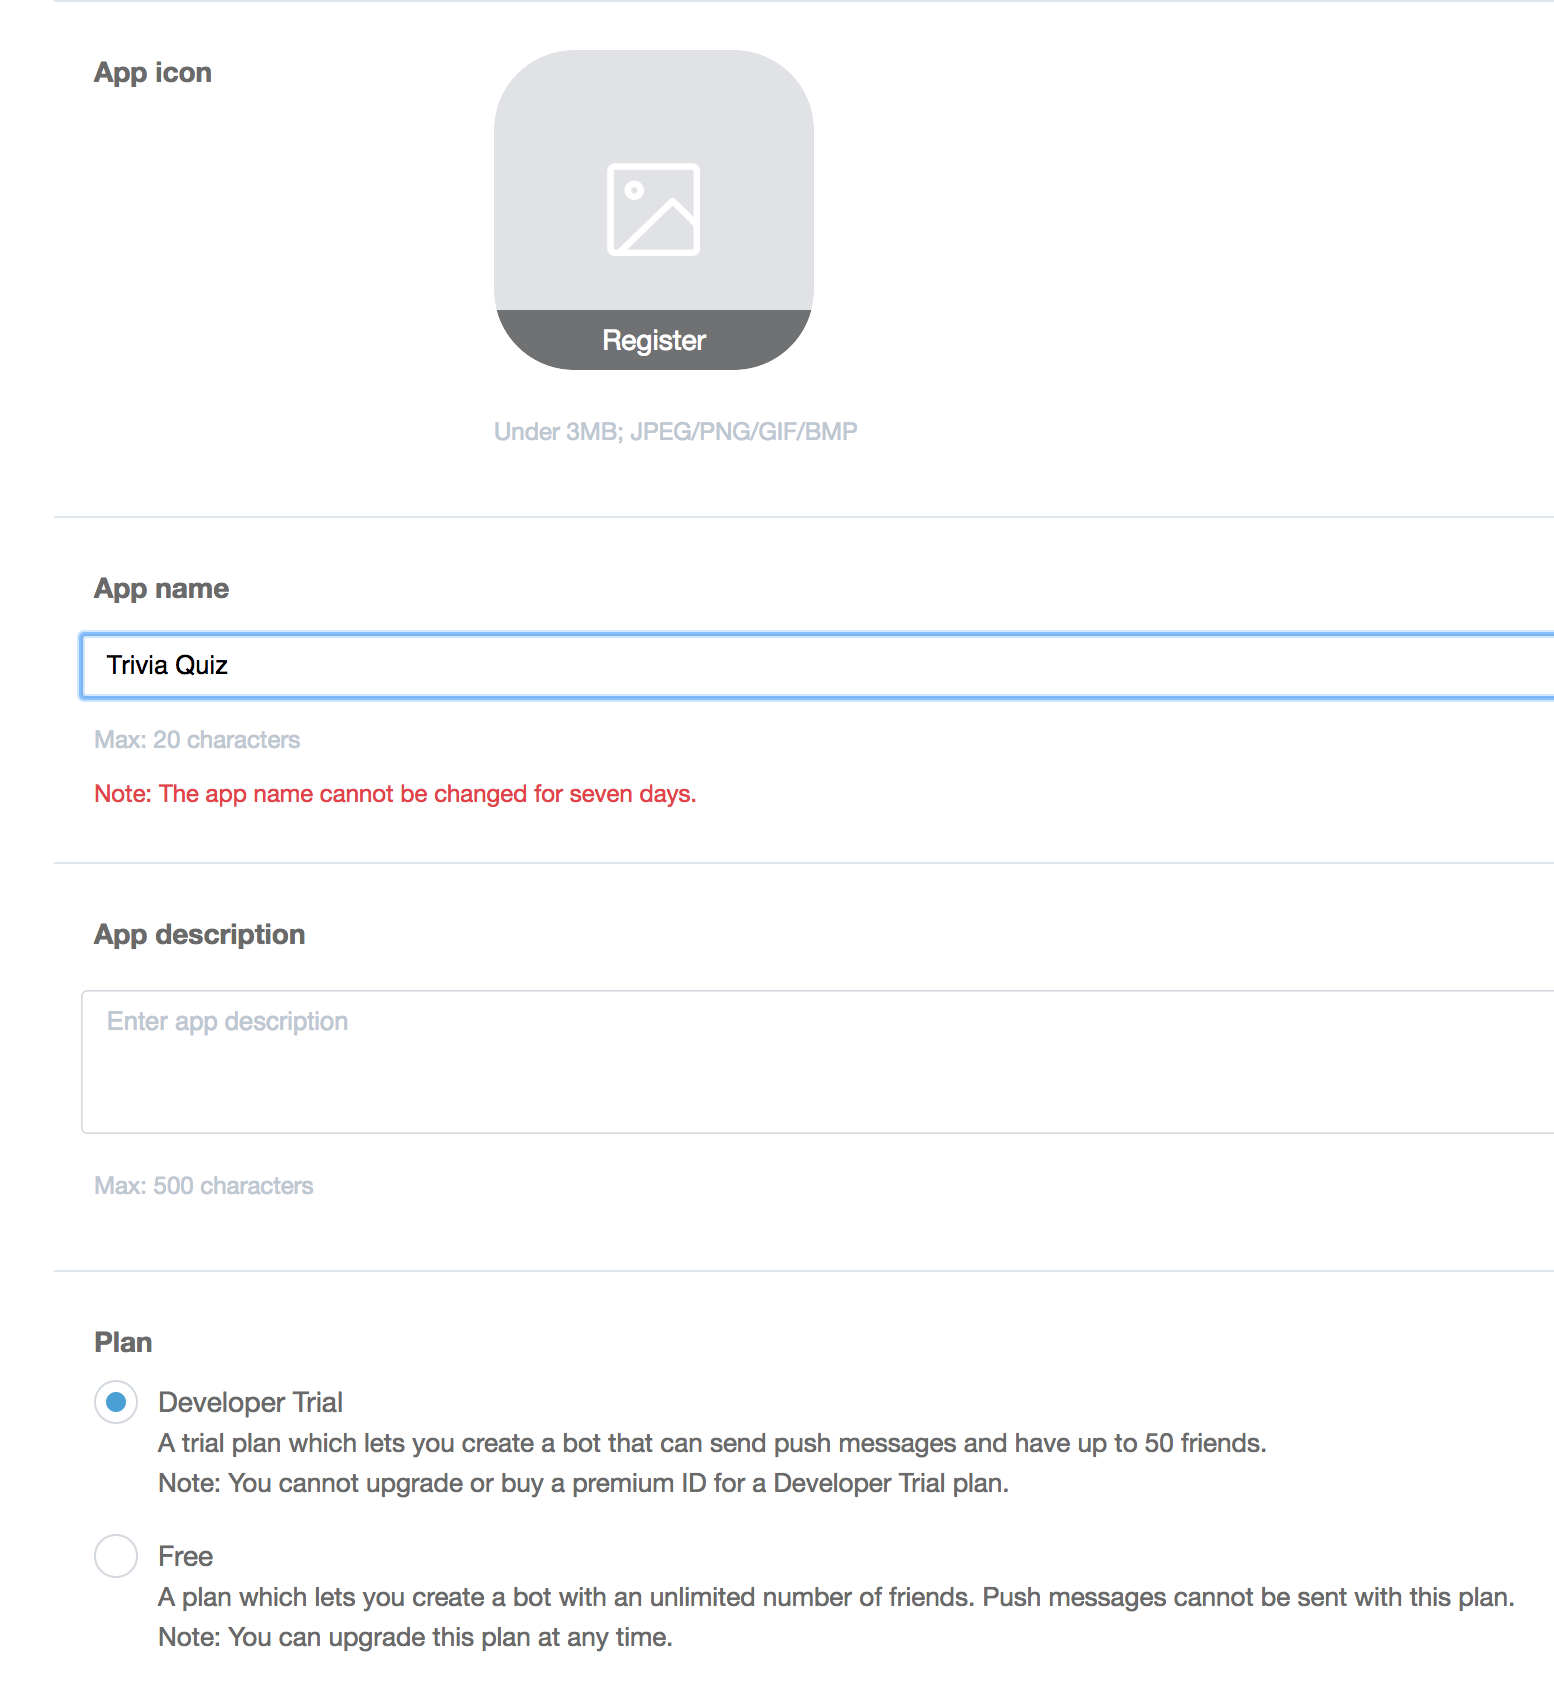 App icon
Register
Under 3MB; JPEG/PNG/GIF/BMP
App name
Trivia Quiz
Max: 20 characters
Note: The app name cannot be changed for seven days.
App description
Enter app description
Max: 500 characters
Plan
Developer Trial
A trial plan which lets you create a bot that can send push messages and have up to 50 friends.
Note: You cannot upgrade or buy a premium ID for a Developer Trial plan.
Free
A plan which lets you create a bot with an unlimited number of friends. Push messages cannot be sent with this plan.
Note: You can upgrade this plan at any time.